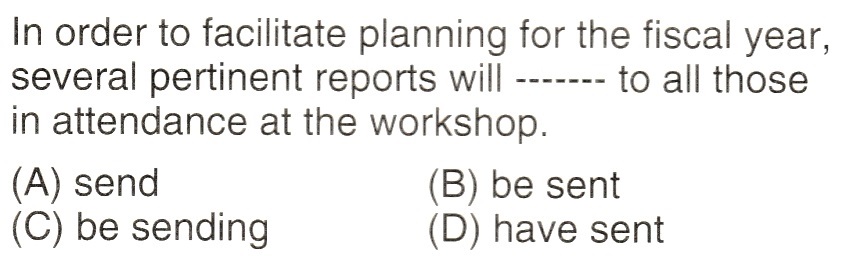 In order to facilitate planning for the fiscal year,
several pertinent reports will ------- to all those
in attendance at the workshop.
(A) send (B) be sent
(C) be sending (D) have sent